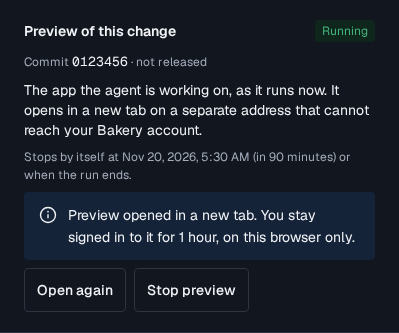 Preview of this change
Running
Commit 0123456 · not released
The app the agent is working on, as it runs now. It
opens in a new tab on a separate address that cannot
reach your Bakery account.
Stops by itself at Nov 20, 2026, 5:30 AM (in 90 minutes) or
when the run ends.
Preview opened in a new tab. You stay
signed in to it for 1 hour, on this browser only.
Open again
Stop preview